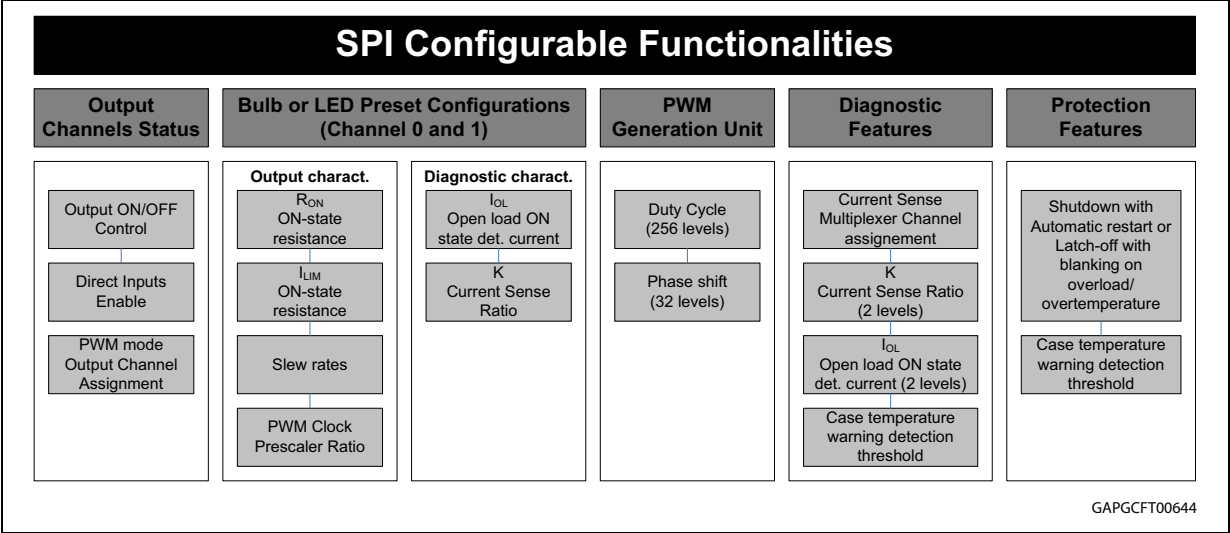 SPI Configurable Functionalities
Output
Channels Status
Bulb or LED Preset Configurations
(Channel 0 and 1)
PWM
Generation Unit
Diagnostic
Features
Protection
Features
Output ON/OFF
Control
Direct Inputs
Enable
PWM mode
Output Channel
Assignment
Output charact.
RON
ON-state
resistance
ILIM
ON-state
resistance
Slew rates
PWM Clock
Prescaler Ratio
Diagnostic charact.
IOL
Open load ON
state det. current
K
Current Sense
Ratio
Duty Cycle
(256 levels)
Phase shift
(32 levels)
Current Sense
Multiplexer Channel
assignement
K
Current Sense Ratio
(2 levels)
IOL
Open load ON state
det. current (2 levels)
Case temperature
warning detection
threshold
Shutdown with
Automatic restart or
Latch-off with
blanking on
overload/
overtemperature
Case temperature
warning detection
threshold
GAPGCFT00644